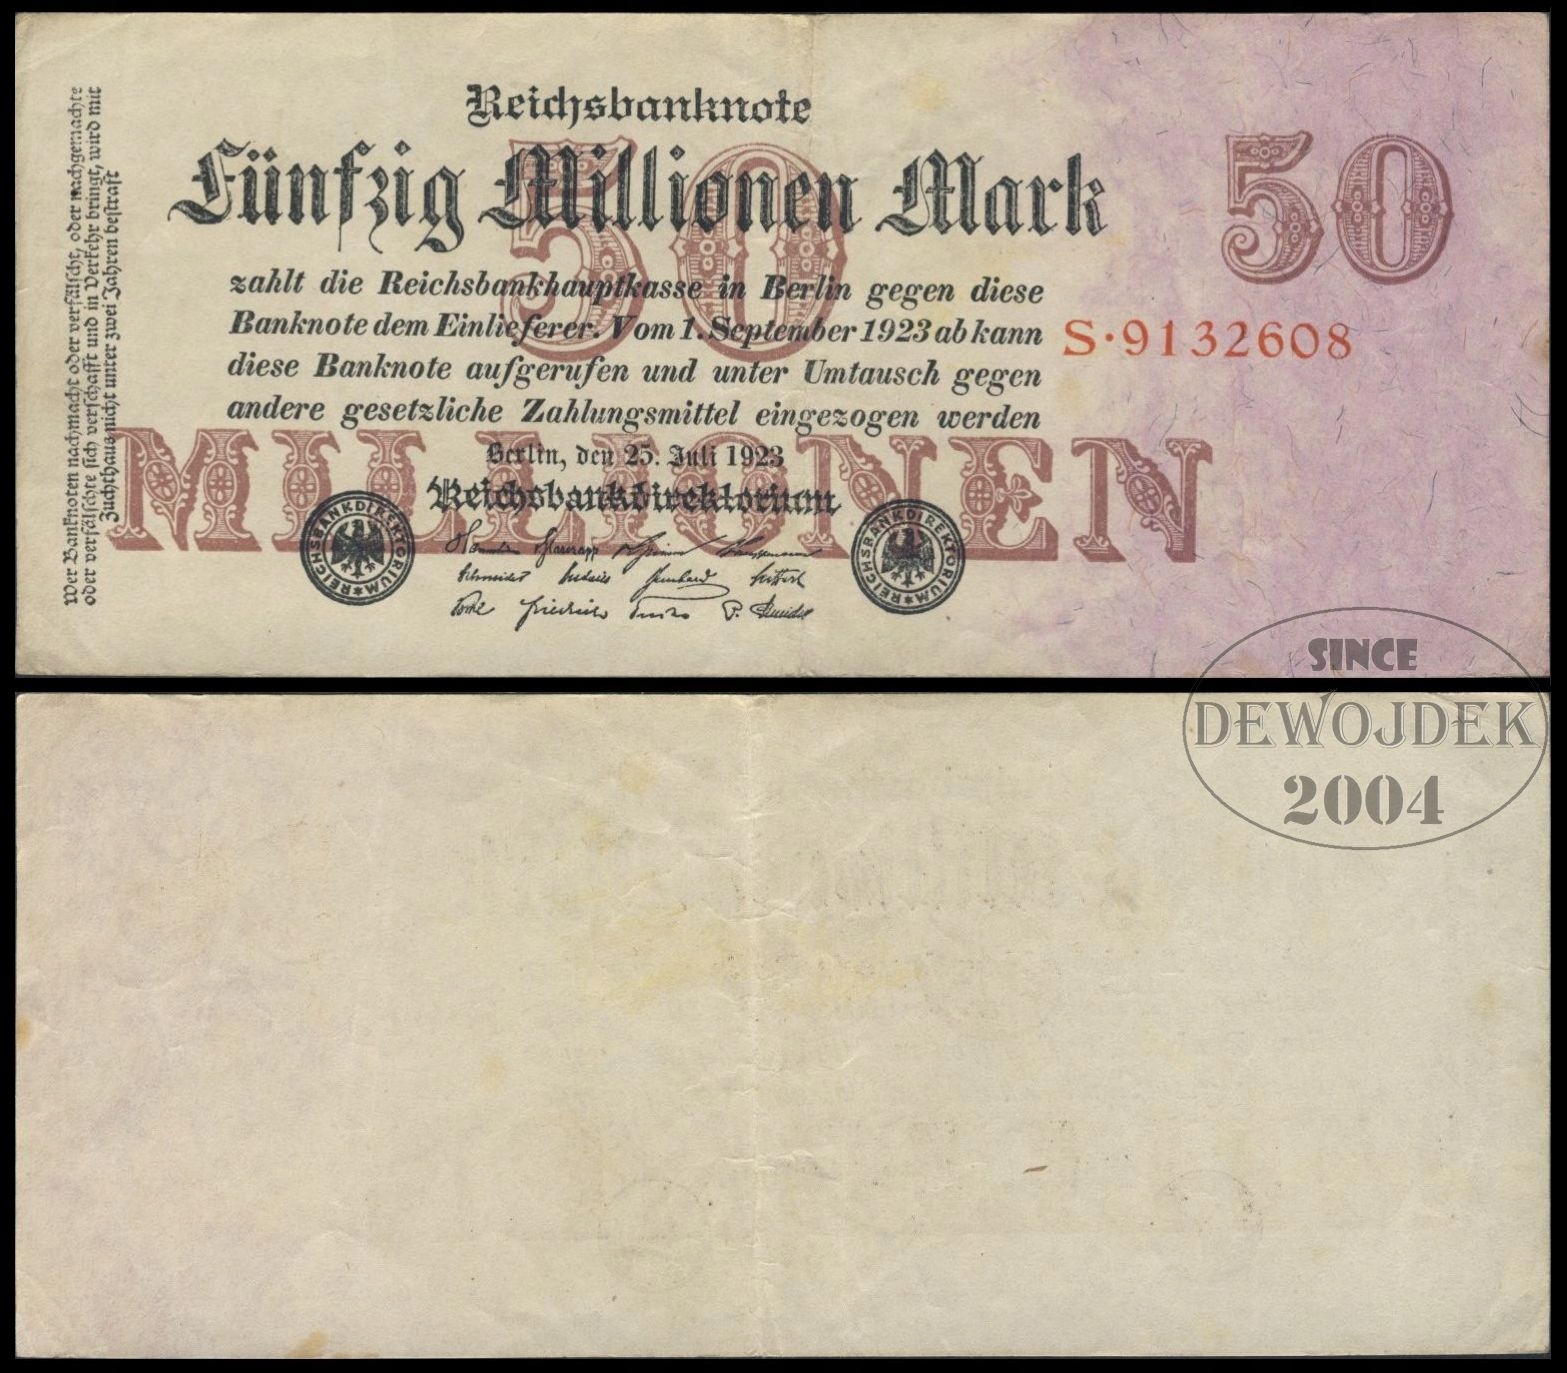 Reichsbanknote
Fünfzig Millionen Mark
50
50
zahlt die Reichsbankhauptkasse in Berlin gegen diese
Banknote dem Einlieferer. Vom 1. September 1923 ab kann
diese Banknote aufgerufen und unter Umtausch gegen
andere gesetzliche Zahlungsmittel eingezogen werden
S·9132608
MILLIONEN
Berlin, den 25. Juli 1923
Reichsbankdirektorium
REICHSBANKDIREKTORIUM
REICHSBANKDIREKTORIUM
Wer Banknoten nachmacht oder verfälscht, oder nachgemachte
oder verfälschte sich verschafft und in Verkehr bringt, wird mit
Zuchthaus nicht unter zwei Jahren bestraft
SINCE
DEWOJDEK
2004